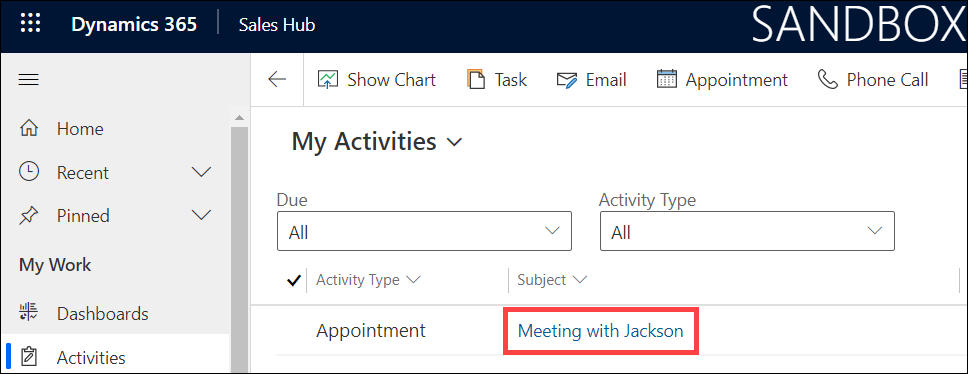 Dynamics 365 Sales Hub SANDBOX
Show Chart Task Email Appointment Phone Call
Home
Recent
Pinned
My Work
Dashboards
Activities
My Activities
Due Activity Type
All All
Activity Type Subject
Appointment Meeting with Jackson